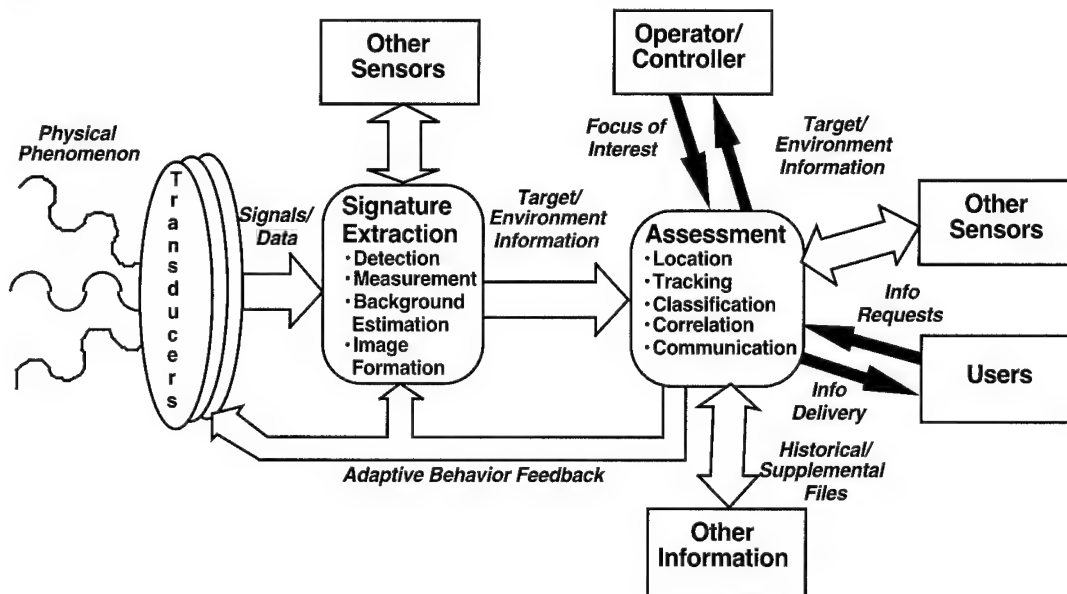 Other
Sensors
Operator/
Controller
Physical
Phenomenon
Focus of
Interest
Target/
Environment
Information
Transducers
Signals/
Data
Signature
Extraction
· Detection
· Measurement
· Background
Estimation
· Image
Formation
Target/
Environment
Information
Assessment
· Location
· Tracking
· Classification
· Correlation
· Communication
Other
Sensors
Info
Requests
Users
Info
Delivery
Adaptive Behavior Feedback
Historical/
Supplemental
Files
Other
Information